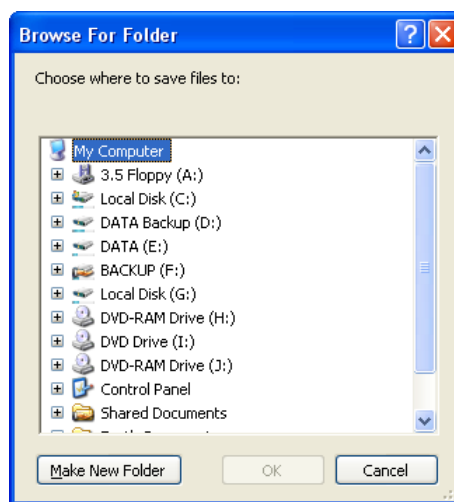 Browse For Folder
Choose where to save files to:
My Computer
3.5 Floppy (A:)
Local Disk (C:)
DATA Backup (D:)
DATA (E:)
BACKUP (F:)
Local Disk (G:)
DVD-RAM Drive (H:)
DVD Drive (I:)
DVD-RAM Drive (J:)
Control Panel
Shared Documents
Make New Folder OK Cancel